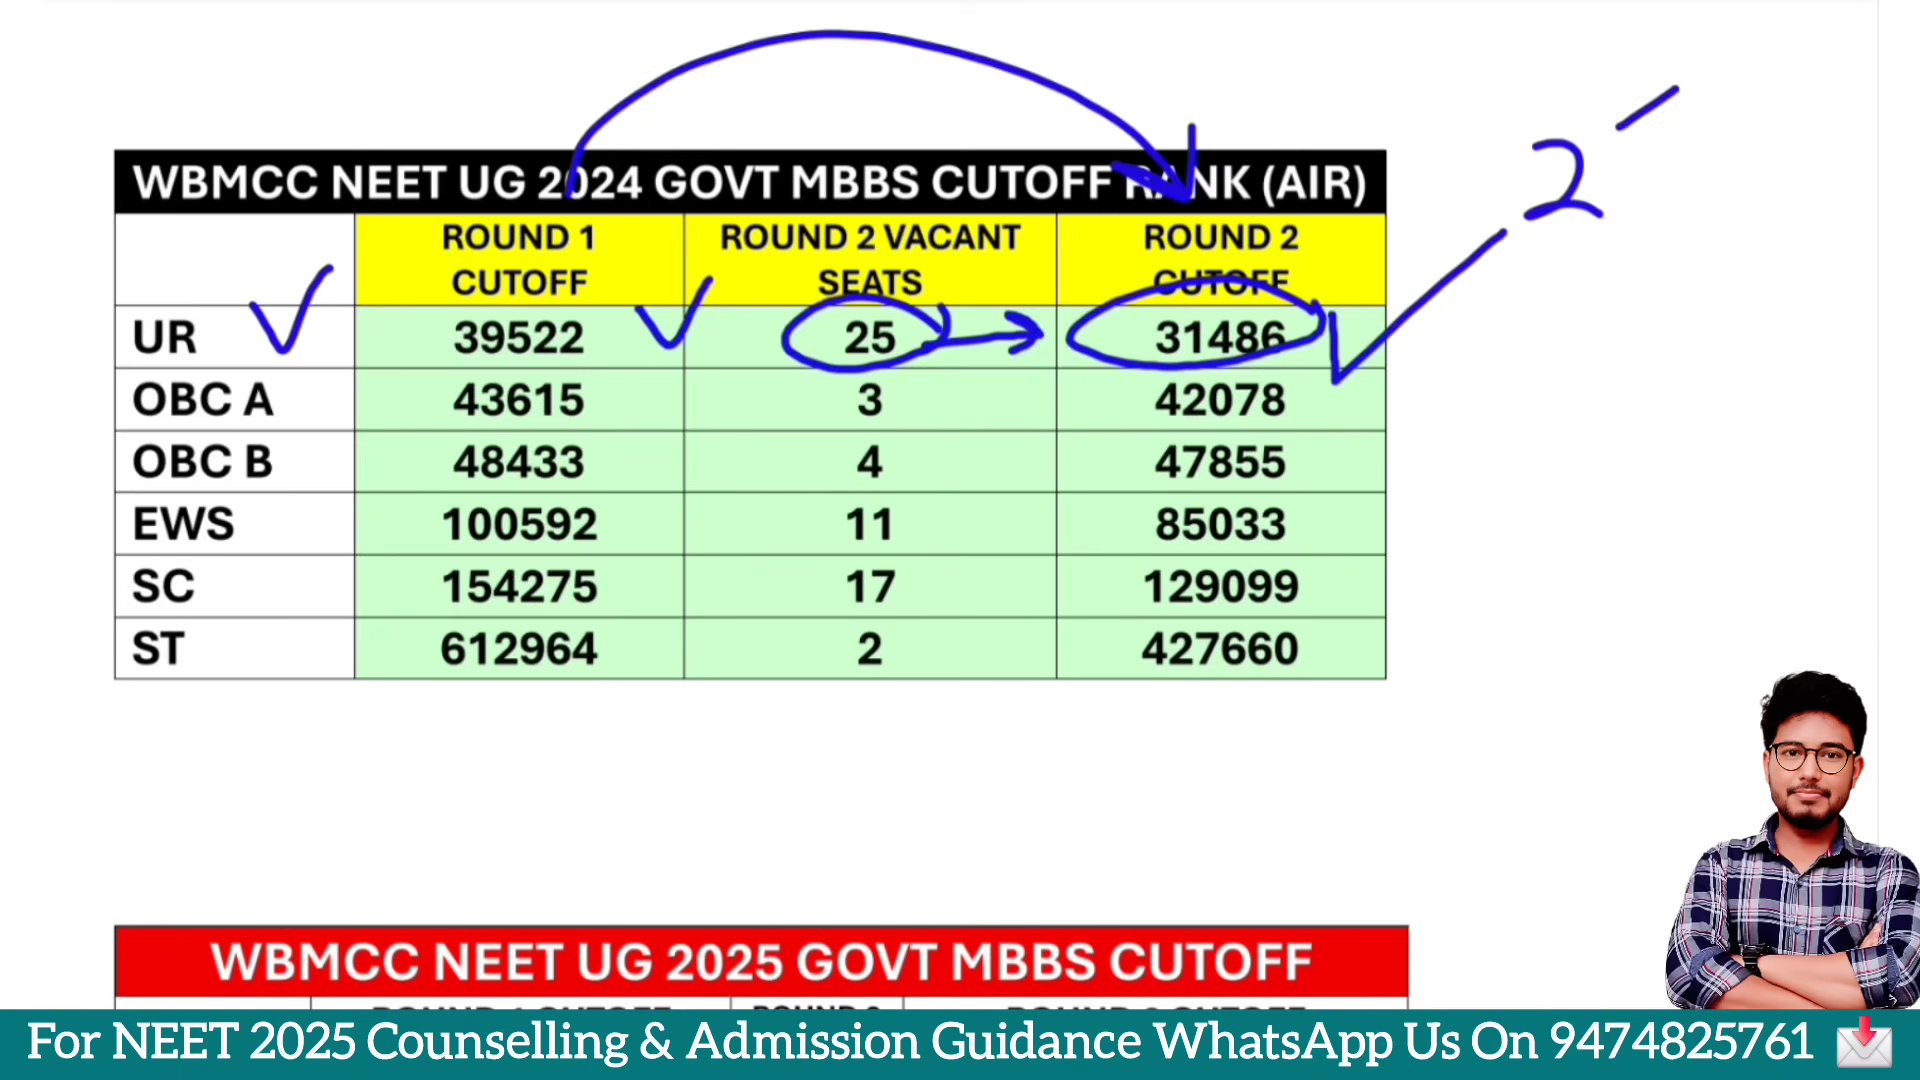 WBMCC NEET UG 2024 GOVT MBBS CUTOFF RANK (AIR)
ROUND 1 CUTOFF ROUND 2 VACANT SEATS ROUND 2 CUTOFF
UR 39522 25 31486
OBC A 43615 3 42078
OBC B 48433 4 47855
EWS 100592 11 85033
SC 154275 17 129099
ST 612964 2 427660
2
WBMCC NEET UG 2025 GOVT MBBS CUTOFF
For NEET 2025 Counselling & Admission Guidance WhatsApp Us On 9474825761